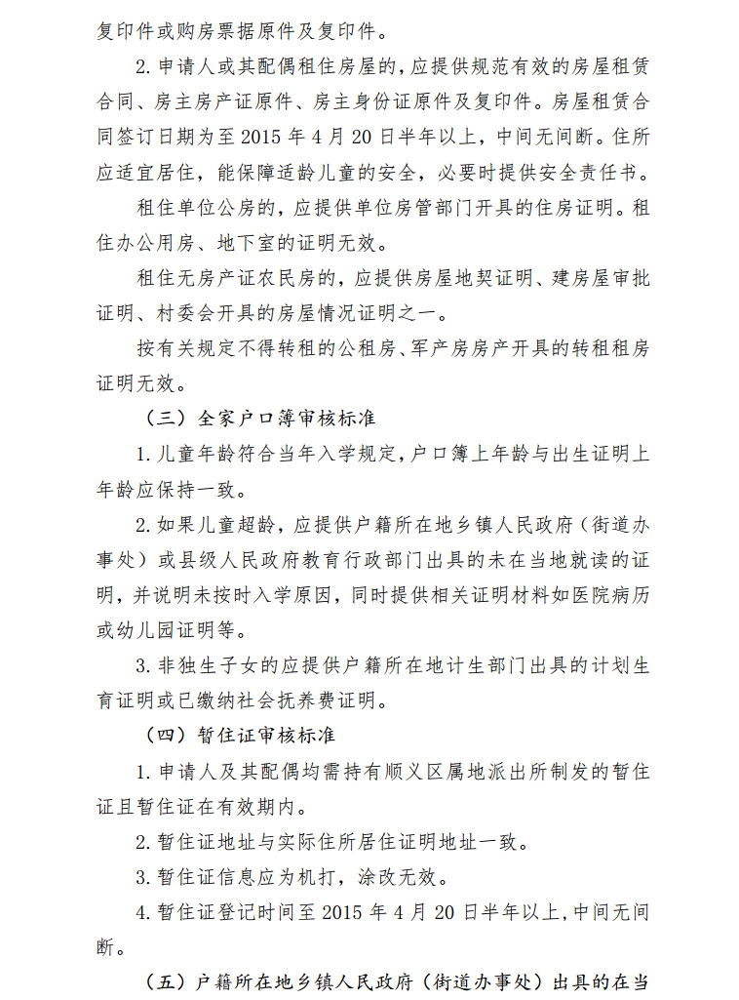 复印件或购房票据原件及复印件。
2.申请人或其配偶租住房屋的，应提供规范有效的房屋租赁
合同、房主房产证原件、房主身份证原件及复印件。房屋租赁合
同签订日期为至 2015 年 4 月 20 日半年以上，中间无间断。住所
应适宜居住，能保障适龄儿童的安全，必要时提供安全责任书。
租住单位公房的，应提供单位房管部门开具的住房证明。租
住办公用房、地下室的证明无效。
租住无房产证农民房的，应提供房屋地契证明、建房屋审批
证明、村委会开具的房屋情况证明之一。
按有关规定不得转租的公租房、军产房房产开具的转租租房
证明无效。
（三）全家户口簿审核标准
1.儿童年龄符合当年入学规定，户口簿上年龄与出生证明上
年龄应保持一致。
2.如果儿童超龄，应提供户籍所在地乡镇人民政府（街道办
事处）或县级人民政府教育行政部门出具的未在当地就读的证
明，并说明未按时入学原因，同时提供相关证明材料如医院病历
或幼儿园证明等。
3.非独生子女的应提供户籍所在地计生部门出具的计划生
育证明或已缴纳社会抚养费证明。
（四）暂住证审核标准
1.申请人及其配偶均需持有顺义区属地派出所制发的暂住
证且暂住证在有效期内。
2.暂住证地址与实际住所居住证明地址一致。
3.暂住证信息应为机打，涂改无效。
4.暂住证登记时间至 2015 年 4 月 20 日半年以上,中间无间
断。
（五）户籍所在地乡镇人民政府（街道办事处）出具的在当